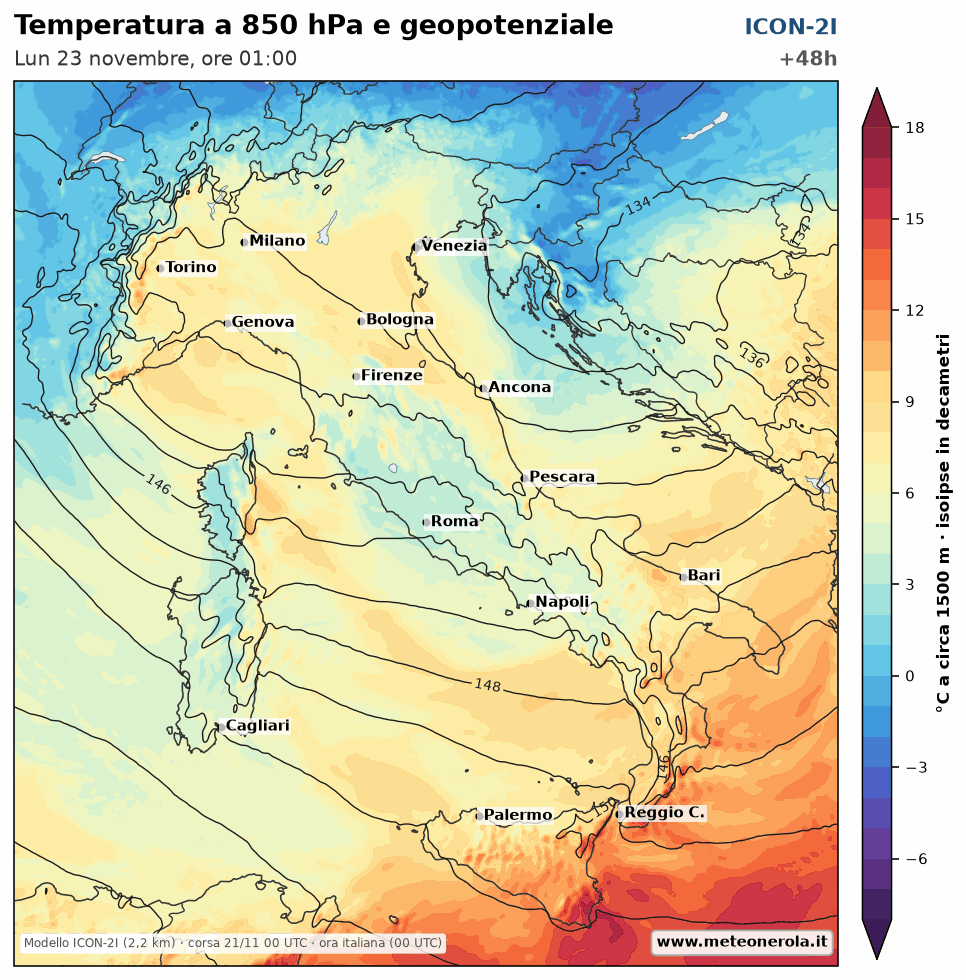 Temperatura a 850 hPa e geopotenziale
ICON-2I
Lun 23 novembre, ore 01:00
+48h
134
134
Milano
Venezia
Torino
Genova
Bologna
136
Firenze
Ancona
146
Pescara
Roma
Bari
Napoli
148
Cagliari
146
Palermo
Reggio C.
Modello ICON-2I (2,2 km) · corsa 21/11 00 UTC · ora italiana (00 UTC)
www.meteonerola.it
18
15
12
9
6
3
0
−3
−6
°C a circa 1500 m · isoipse in decametri